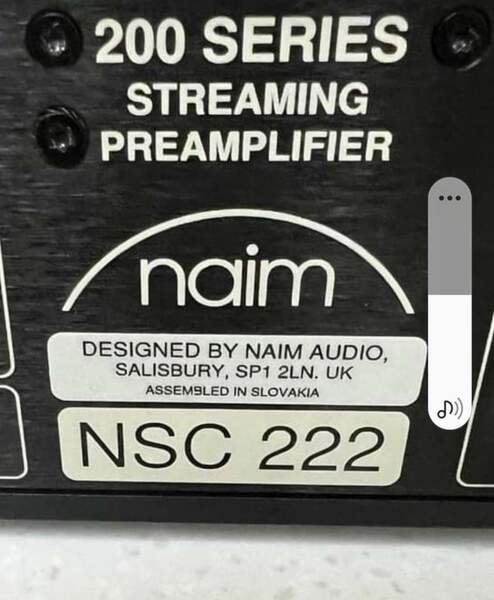 200 SERIES
STREAMING
PREAMPLIFIER
naim
DESIGNED BY NAIM AUDIO,
SALISBURY, SP1 2LN. UK
ASSEMBLED IN SLOVAKIA
NSC 222